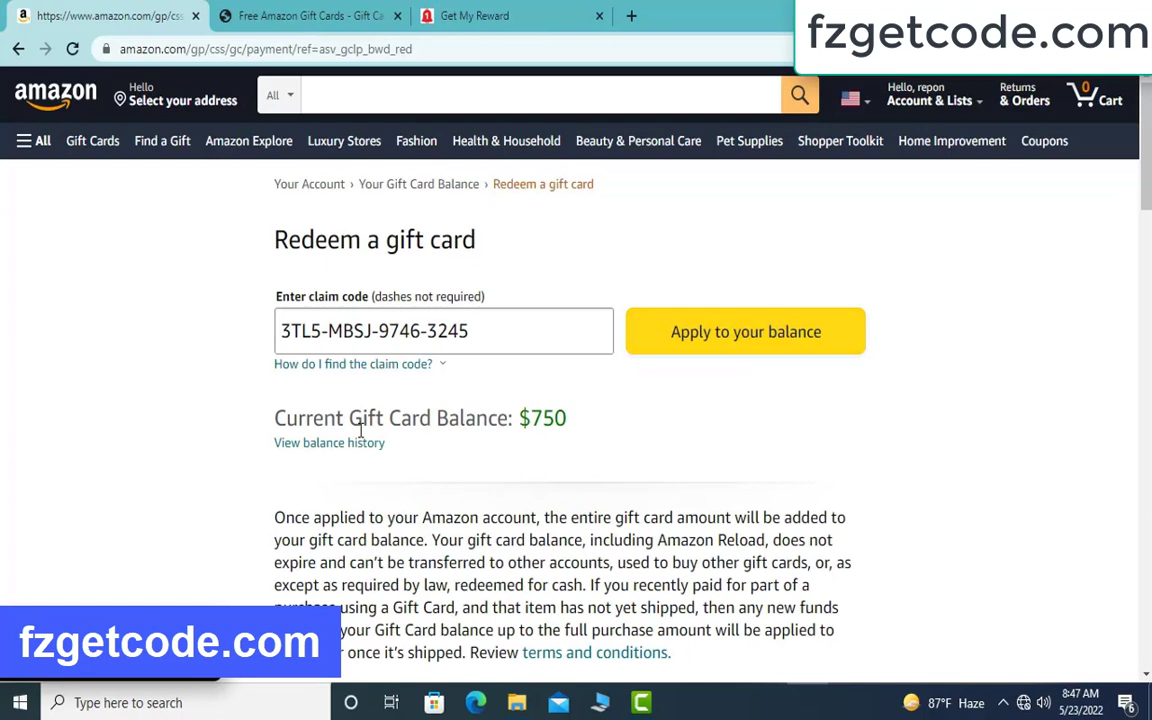 https://www.amazon.com/gp/css
Free Amazon Gift Cards - Gift Ca
Get My Reward
fzgetcode.com
amazon.com/gp/css/gc/payment/ref=asv_gclp_bwd_red
amazon
Hello
Select your address
All
Hello, repon
Account & Lists
Returns
& Orders
0
Cart
All
Gift Cards
Find a Gift
Amazon Explore
Luxury Stores
Fashion
Health & Household
Beauty & Personal Care
Pet Supplies
Shopper Toolkit
Home Improvement
Coupons
Your Account › Your Gift Card Balance › Redeem a gift card
Redeem a gift card
Enter claim code (dashes not required)
3TL5-MBSJ-9746-3245
Apply to your balance
How do I find the claim code?
Current Gift Card Balance: $750
View balance history
Once applied to your Amazon account, the entire gift card amount will be added to
your gift card balance. Your gift card balance, including Amazon Reload, does not
expire and can't be transferred to other accounts, used to buy other gift cards, or, as
except as required by law, redeemed for cash. If you recently paid for part of a
using a Gift Card, and that item has not yet shipped, then any new funds
your Gift Card balance up to the full purchase amount will be applied to
once it's shipped. Review terms and conditions.
fzgetcode.com
Type here to search
87°F Haze
8:47 AM
5/23/2022
6